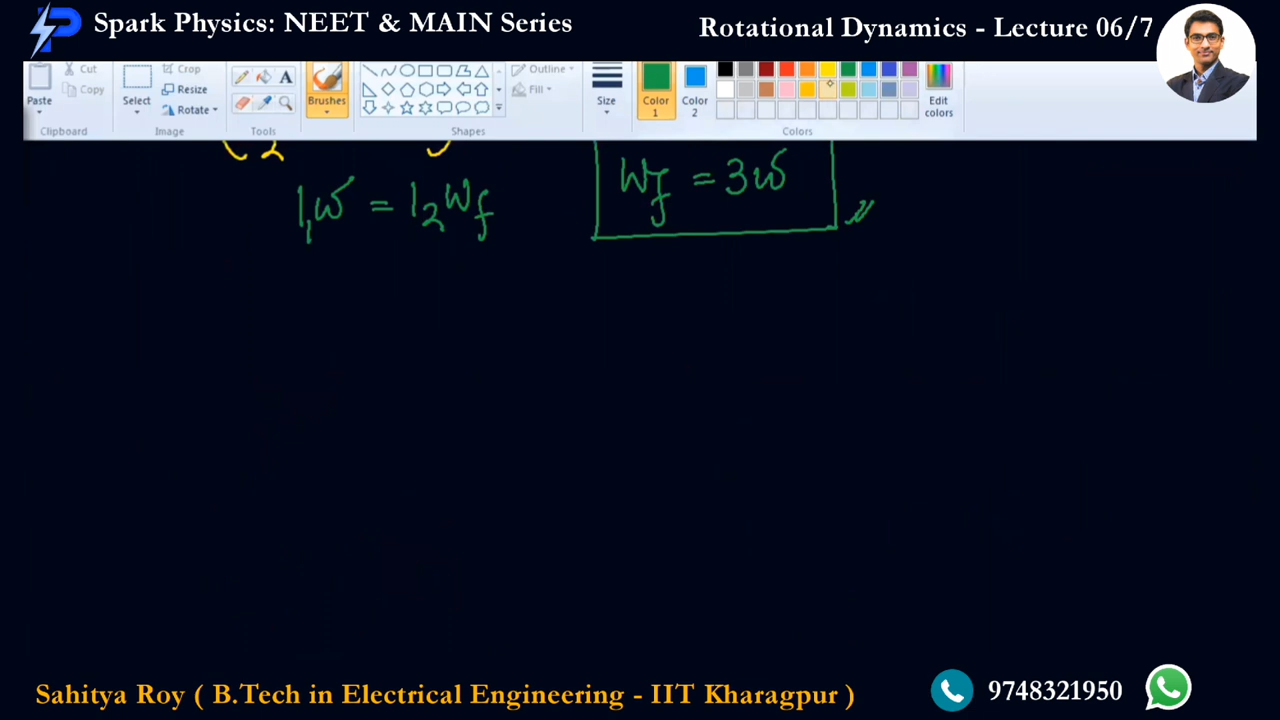 Spark Physics: NEET & MAIN Series
Rotational Dynamics - Lecture 06/7
Paste
Cut
Copy
Clipboard
Select
Crop
Resize
Rotate
Image
A
Tools
Brushes
Shapes
Outline
Fill
Size
Color 1
Color 2
Colors
Edit colors
2
I₁ω = I₂ω_f
ω_f = 3ω
Sahitya Roy ( B.Tech in Electrical Engineering - IIT Kharagpur )
9748321950